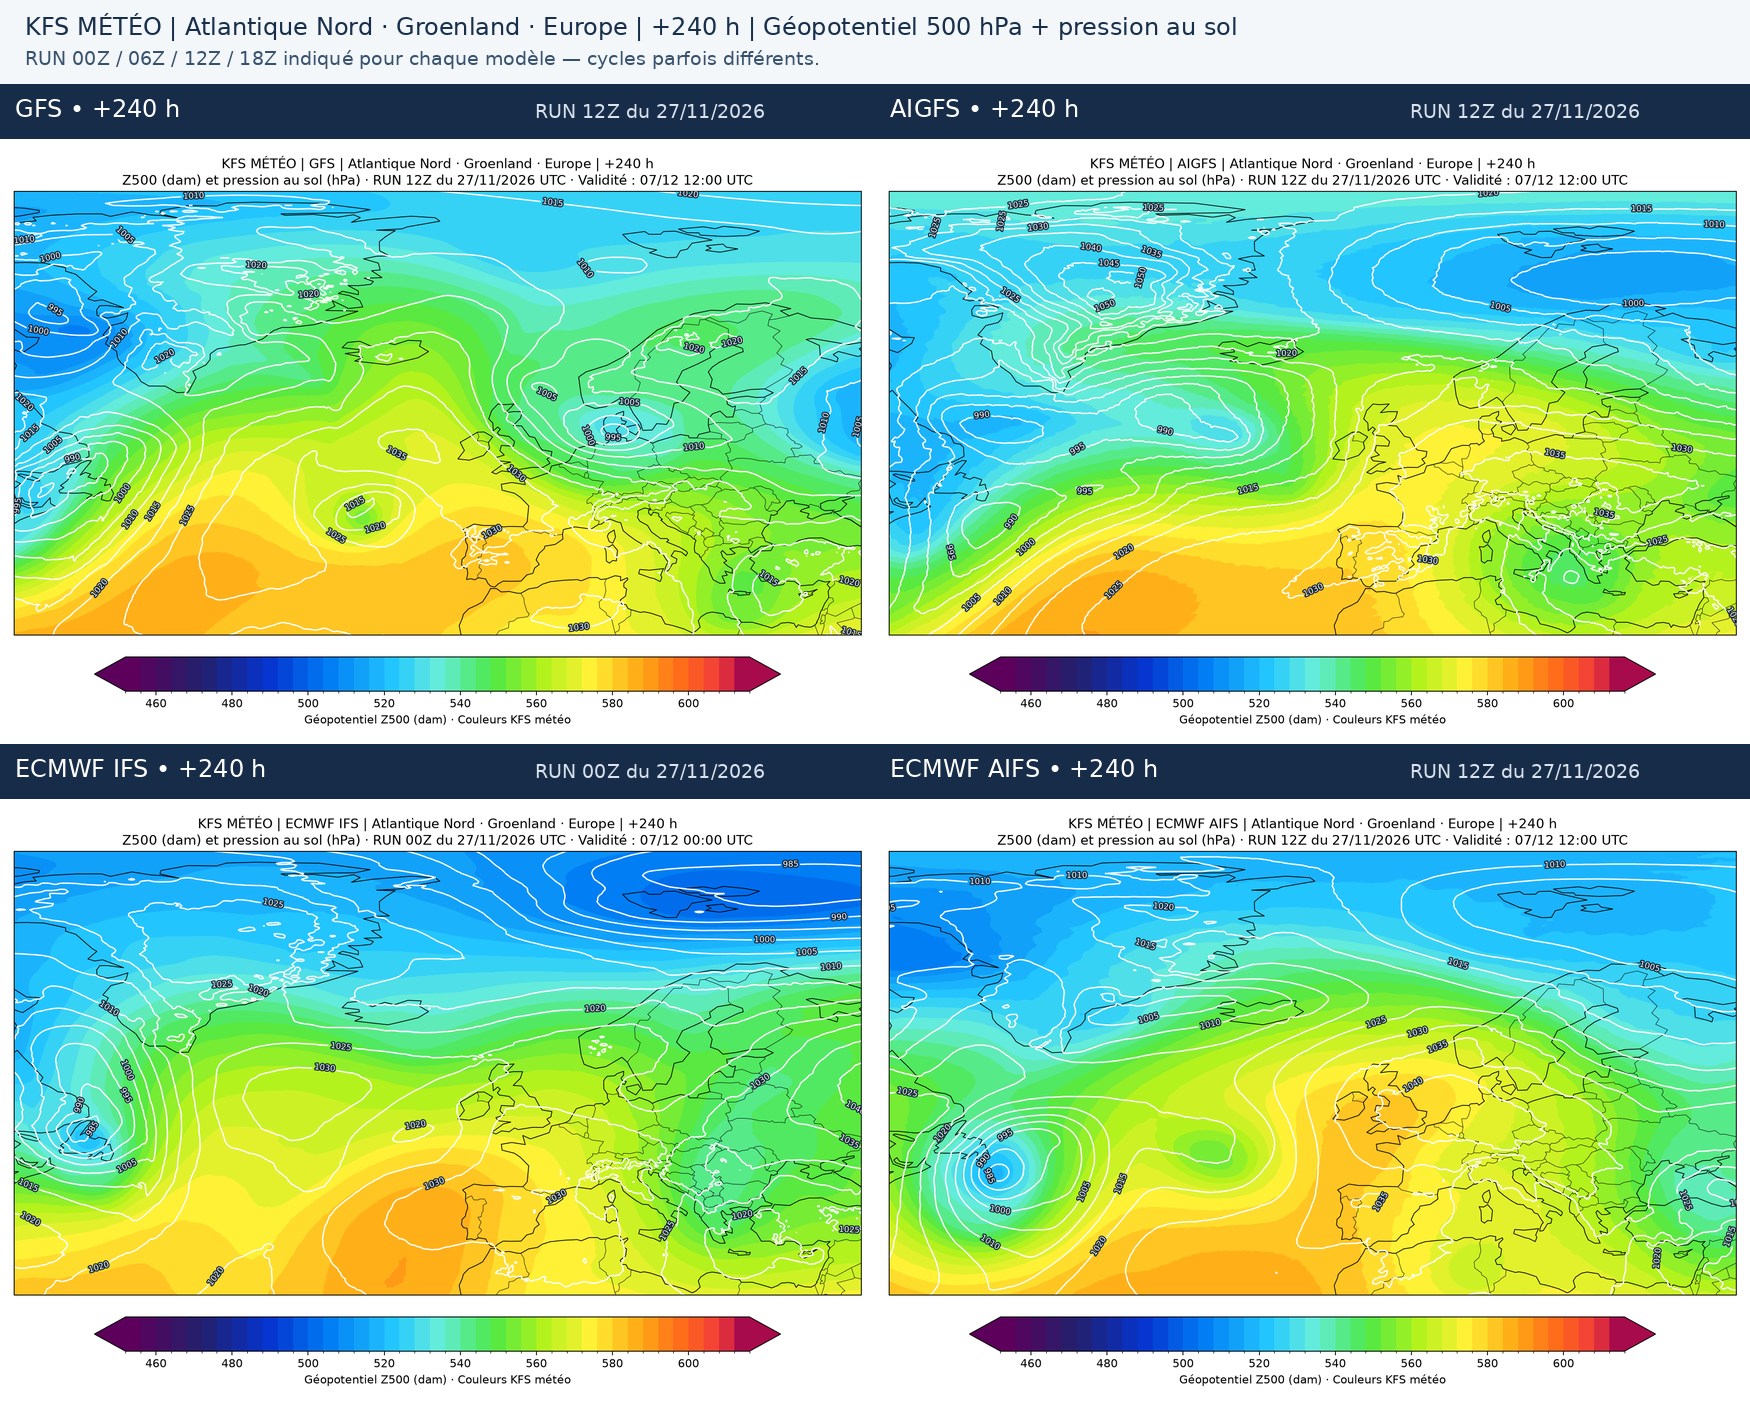 KFS MÉTÉO | Atlantique Nord · Groenland · Europe | +240 h | Géopotentiel 500 hPa + pression au sol
RUN 00Z / 06Z / 12Z / 18Z indiqué pour chaque modèle — cycles parfois différents.
GFS • +240 h
RUN 12Z du 27/11/2026
KFS MÉTÉO | GFS | Atlantique Nord · Groenland · Europe | +240 h
Z500 (dam) et pression au sol (hPa) · RUN 12Z du 27/11/2026 UTC · Validité : 07/12 12:00 UTC
460 480 500 520 540 560 580 600
Géopotentiel Z500 (dam) · Couleurs KFS météo
AIGFS • +240 h
RUN 12Z du 27/11/2026
KFS MÉTÉO | AIGFS | Atlantique Nord · Groenland · Europe | +240 h
Z500 (dam) et pression au sol (hPa) · RUN 12Z du 27/11/2026 UTC · Validité : 07/12 12:00 UTC
460 480 500 520 540 560 580 600
Géopotentiel Z500 (dam) · Couleurs KFS météo
ECMWF IFS • +240 h
RUN 00Z du 27/11/2026
KFS MÉTÉO | ECMWF IFS | Atlantique Nord · Groenland · Europe | +240 h
Z500 (dam) et pression au sol (hPa) · RUN 00Z du 27/11/2026 UTC · Validité : 07/12 00:00 UTC
460 480 500 520 540 560 580 600
Géopotentiel Z500 (dam) · Couleurs KFS météo
ECMWF AIFS • +240 h
RUN 12Z du 27/11/2026
KFS MÉTÉO | ECMWF AIFS | Atlantique Nord · Groenland · Europe | +240 h
Z500 (dam) et pression au sol (hPa) · RUN 12Z du 27/11/2026 UTC · Validité : 07/12 12:00 UTC
460 480 500 520 540 560 580 600
Géopotentiel Z500 (dam) · Couleurs KFS météo